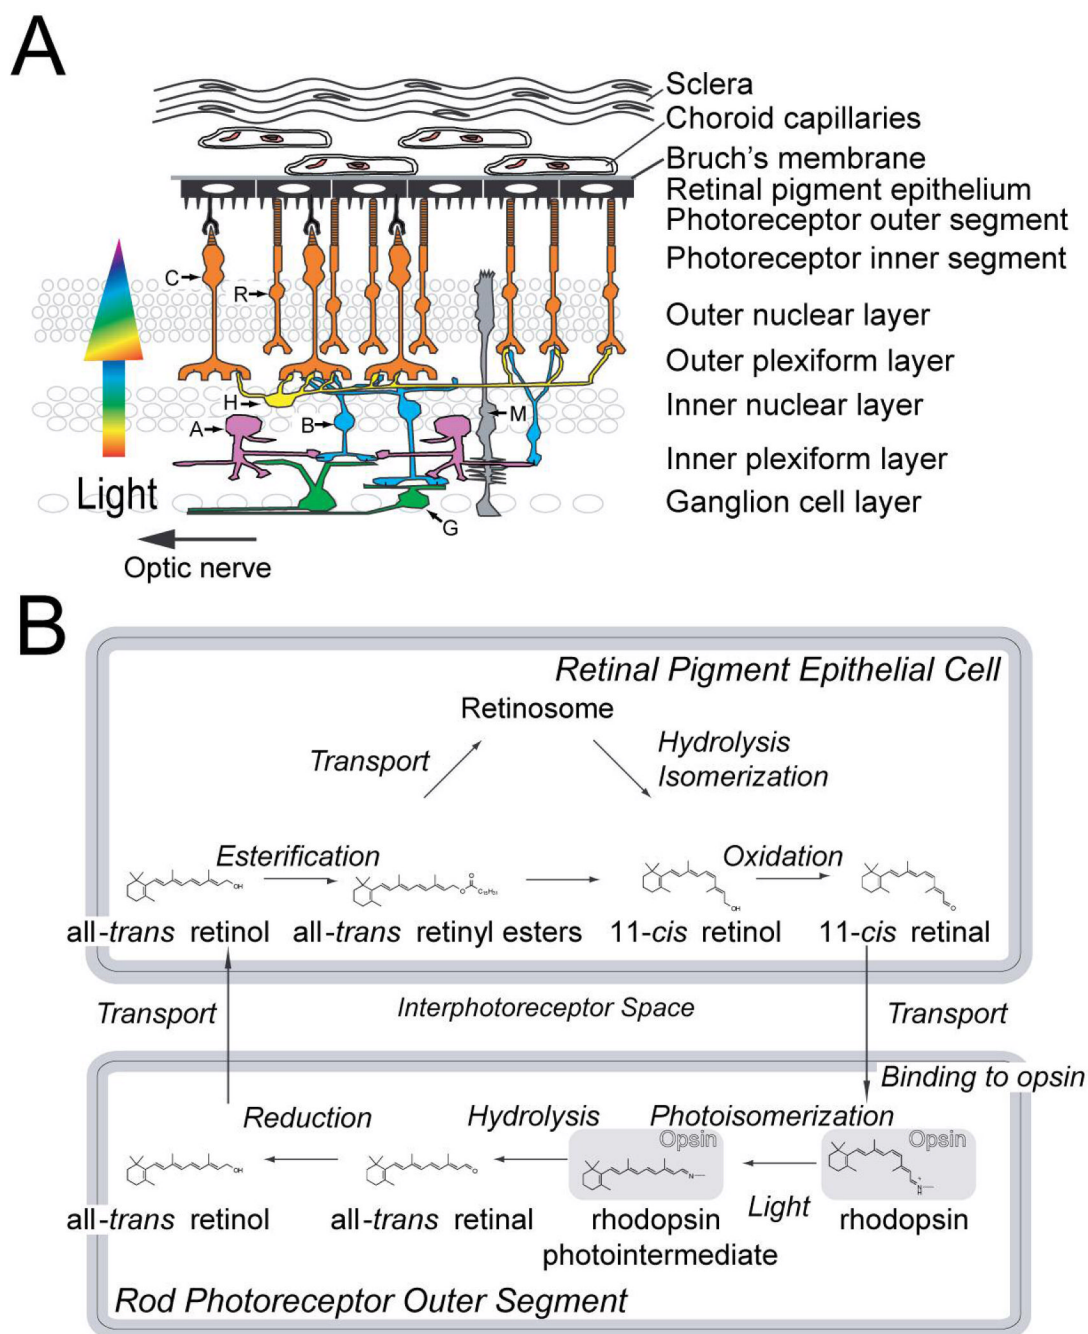 A
Sclera
Choroid capillaries
Bruch's membrane
Retinal pigment epithelium
Photoreceptor outer segment
Photoreceptor inner segment
Outer nuclear layer
Outer plexiform layer
Inner nuclear layer
Inner plexiform layer
Ganglion cell layer
C
R
H
A
B
M
G
Light
Optic nerve
B
Retinal Pigment Epithelial Cell
Retinosome
Transport
Hydrolysis
Isomerization
Esterification
Oxidation
OH
O
O
C15H31
OH
O
all-trans retinol
all-trans retinyl esters
11-cis retinol
11-cis retinal
Transport
Interphotoreceptor Space
Transport
Binding to opsin
Reduction
Hydrolysis
Photoisomerization
Opsin
Opsin
OH
O
N
N
H
+
Light
all-trans retinol
all-trans retinal
rhodopsin
photointermediate
rhodopsin
Rod Photoreceptor Outer Segment